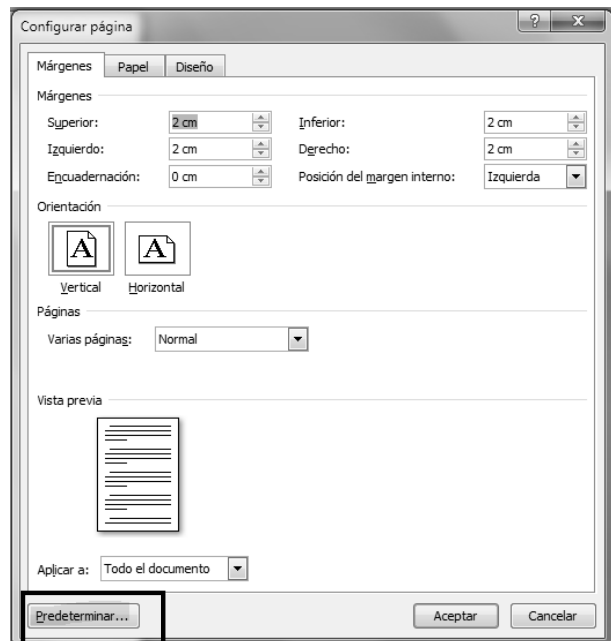 Configurar página
Márgenes Papel Diseño
Márgenes
Superior: 2 cm Inferior: 2 cm
Izquierdo: 2 cm Derecho: 2 cm
Encuadernación: 0 cm Posición del margen interno: Izquierda
Orientación
A A
Vertical Horizontal
Páginas
Varias páginas: Normal
Vista previa
Aplicar a: Todo el documento
Predeterminar... Aceptar Cancelar